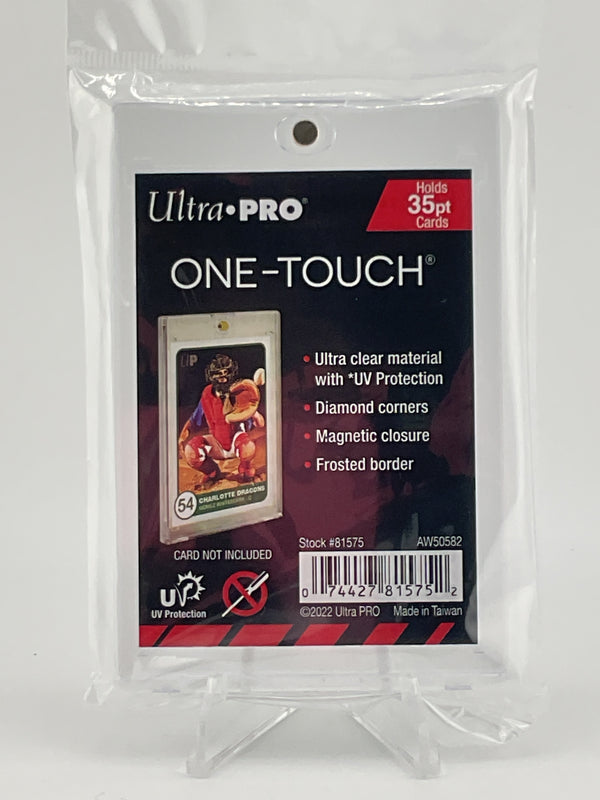 Ultra•PRO®
Holds
35pt
Cards
ONE-TOUCH®
UP
• Ultra clear material
with *UV Protection
• Diamond corners
• Magnetic closure
• Frosted border
54
CHARLOTTE DRAGONS
CARD NOT INCLUDED
Stock #81575 AW50582
0 74427 81575 2
UV
UV Protection
©2022 Ultra PRO Made in Taiwan